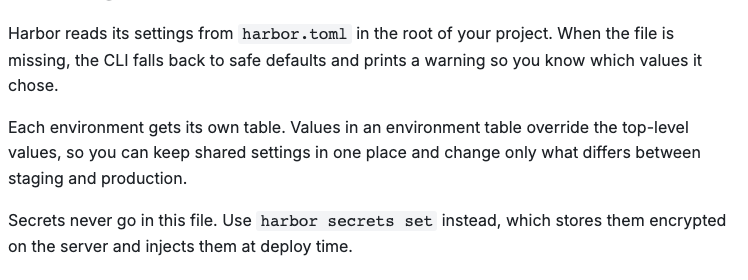 Harbor reads its settings from harbor.toml in the root of your project. When the file is
missing, the CLI falls back to safe defaults and prints a warning so you know which values it
chose.
Each environment gets its own table. Values in an environment table override the top-level
values, so you can keep shared settings in one place and change only what differs between
staging and production.
Secrets never go in this file. Use harbor secrets set instead, which stores them encrypted
on the server and injects them at deploy time.